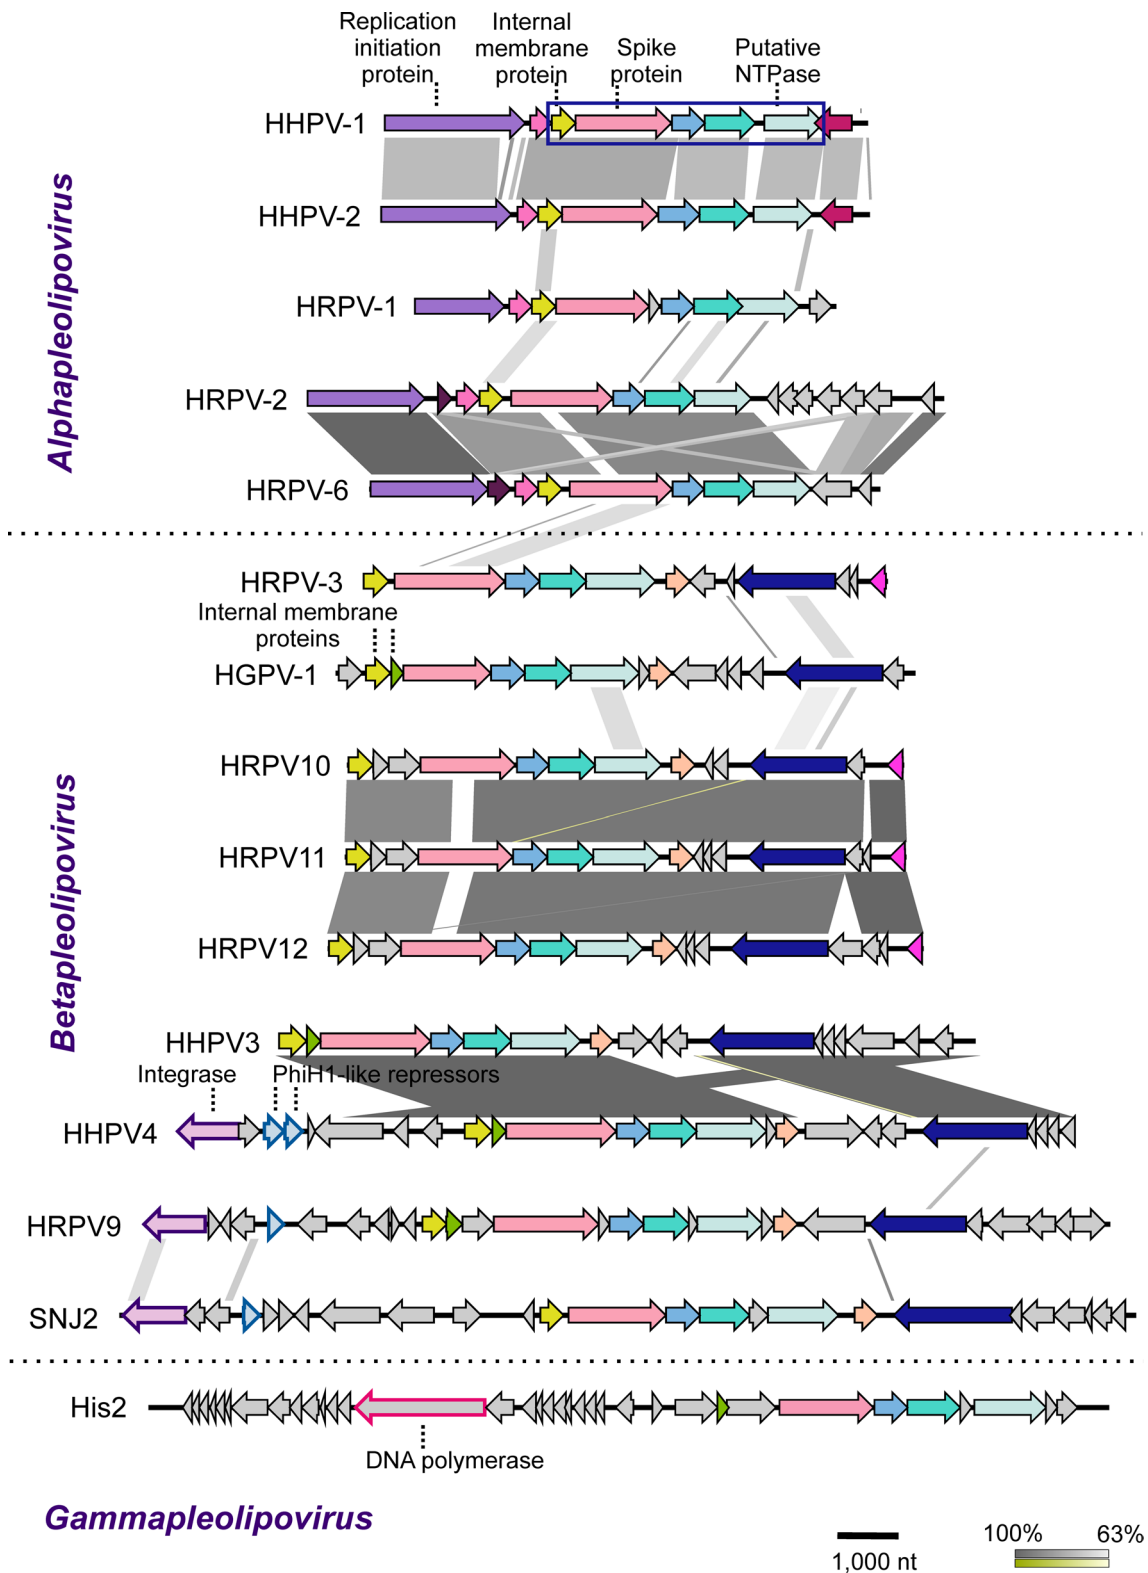 Replication
initiation
protein
Internal
membrane
protein
Spike
protein
Putative
NTPase
HHPV-1
HHPV-2
HRPV-1
HRPV-2
HRPV-6
Alphapleolipovirus
HRPV-3
Internal membrane
proteins
HGPV-1
HRPV10
HRPV11
HRPV12
HHPV3
Integrase
PhiH1-like repressors
HHPV4
HRPV9
SNJ2
Betapleolipovirus
His2
DNA polymerase
Gammapleolipovirus
1,000 nt
100% 63%